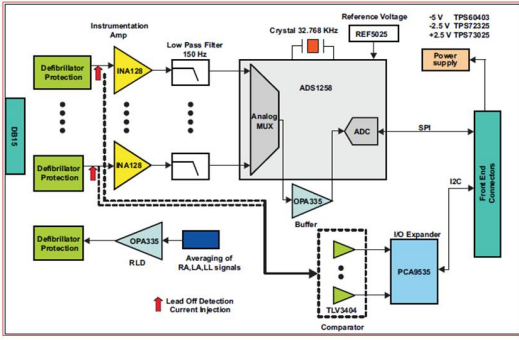 Instrumentation
Amp
Low Pass Filter
150 Hz
Crystal 32.768 KHz
Reference Voltage
REF5025
-5 V TPS60403
-2.5 V TPS72325
+2.5 V TPS73025
Power
supply
Defibrillator
Protection
INA128
ADS1258
Analog
MUX
ADC
SPI
DB15
Defibrillator
Protection
INA128
OPA335
Buffer
Front End
Connectors
I2C
I/O Expander
PCA9535
Defibrillator
Protection
OPA335
RLD
Averaging of
RA,LA,LL signals
Lead Off Detection
Current Injection
TLV3404
Comparator